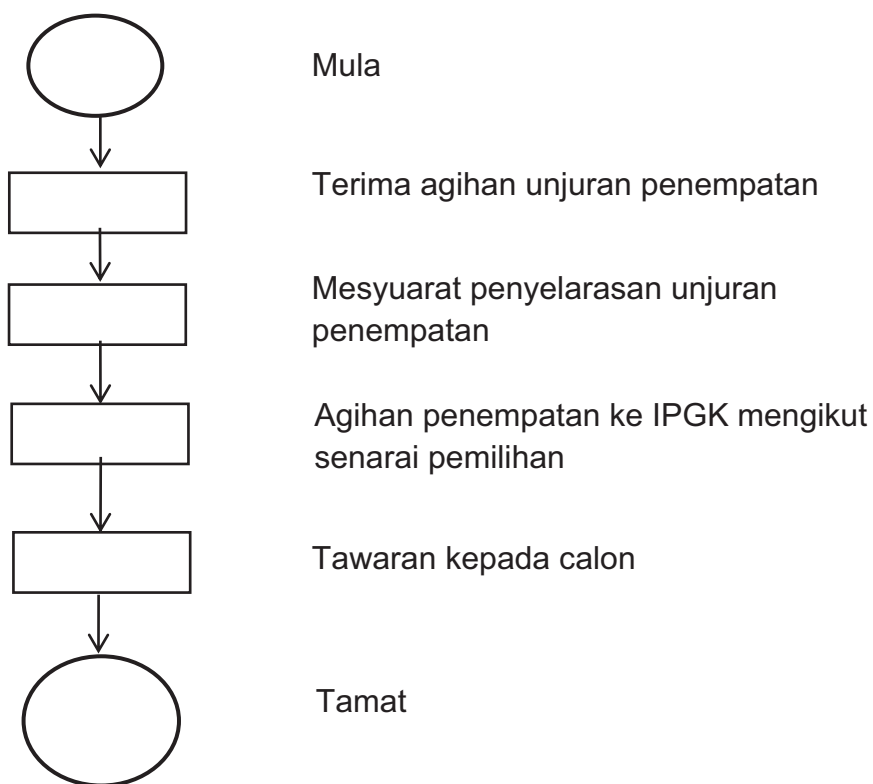 Mula
Terima agihan unjuran penempatan
Mesyuarat penyelarasan unjuran
penempatan
Agihan penempatan ke IPGK mengikut
senarai pemilihan
Tawaran kepada calon
Tamat